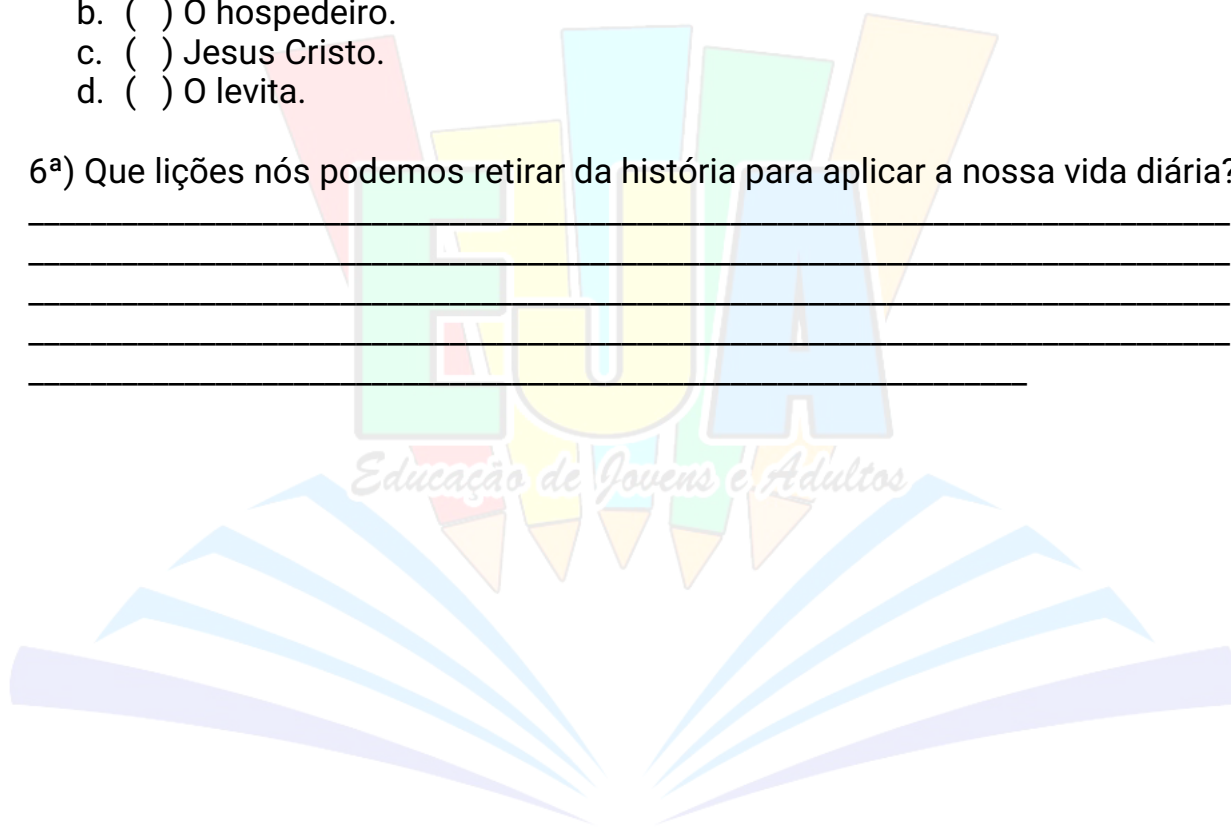 b. ( ) O hospedeiro.
c. ( ) Jesus Cristo.
d. ( ) O levita.
6ª) Que lições nós podemos retirar da história para aplicar a nossa vida diária?
EJA
Educação de Jovens e Adultos